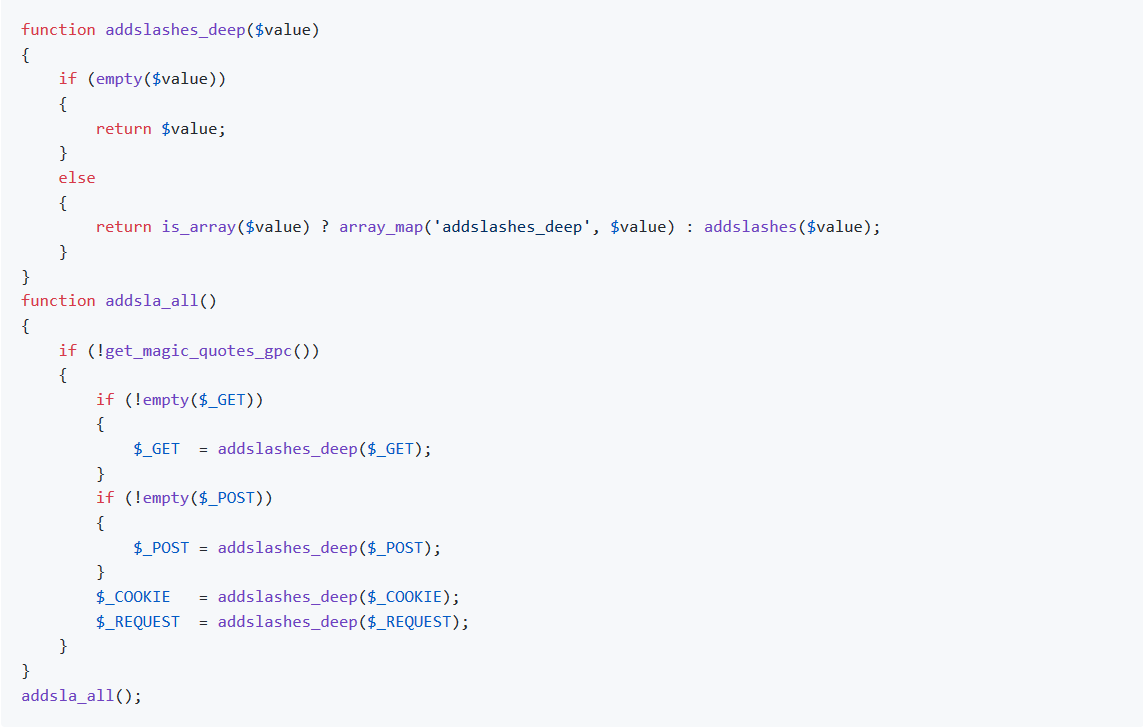 function addslashes_deep($value)
{
    if (empty($value))
    {
        return $value;
    }
    else
    {
        return is_array($value) ? array_map('addslashes_deep', $value) : addslashes($value);
    }
}
function addsla_all()
{
    if (!get_magic_quotes_gpc())
    {
        if (!empty($_GET))
        {
            $_GET  = addslashes_deep($_GET);
        }
        if (!empty($_POST))
        {
            $_POST = addslashes_deep($_POST);
        }
        $_COOKIE   = addslashes_deep($_COOKIE);
        $_REQUEST  = addslashes_deep($_REQUEST);
    }
}
addsla_all();